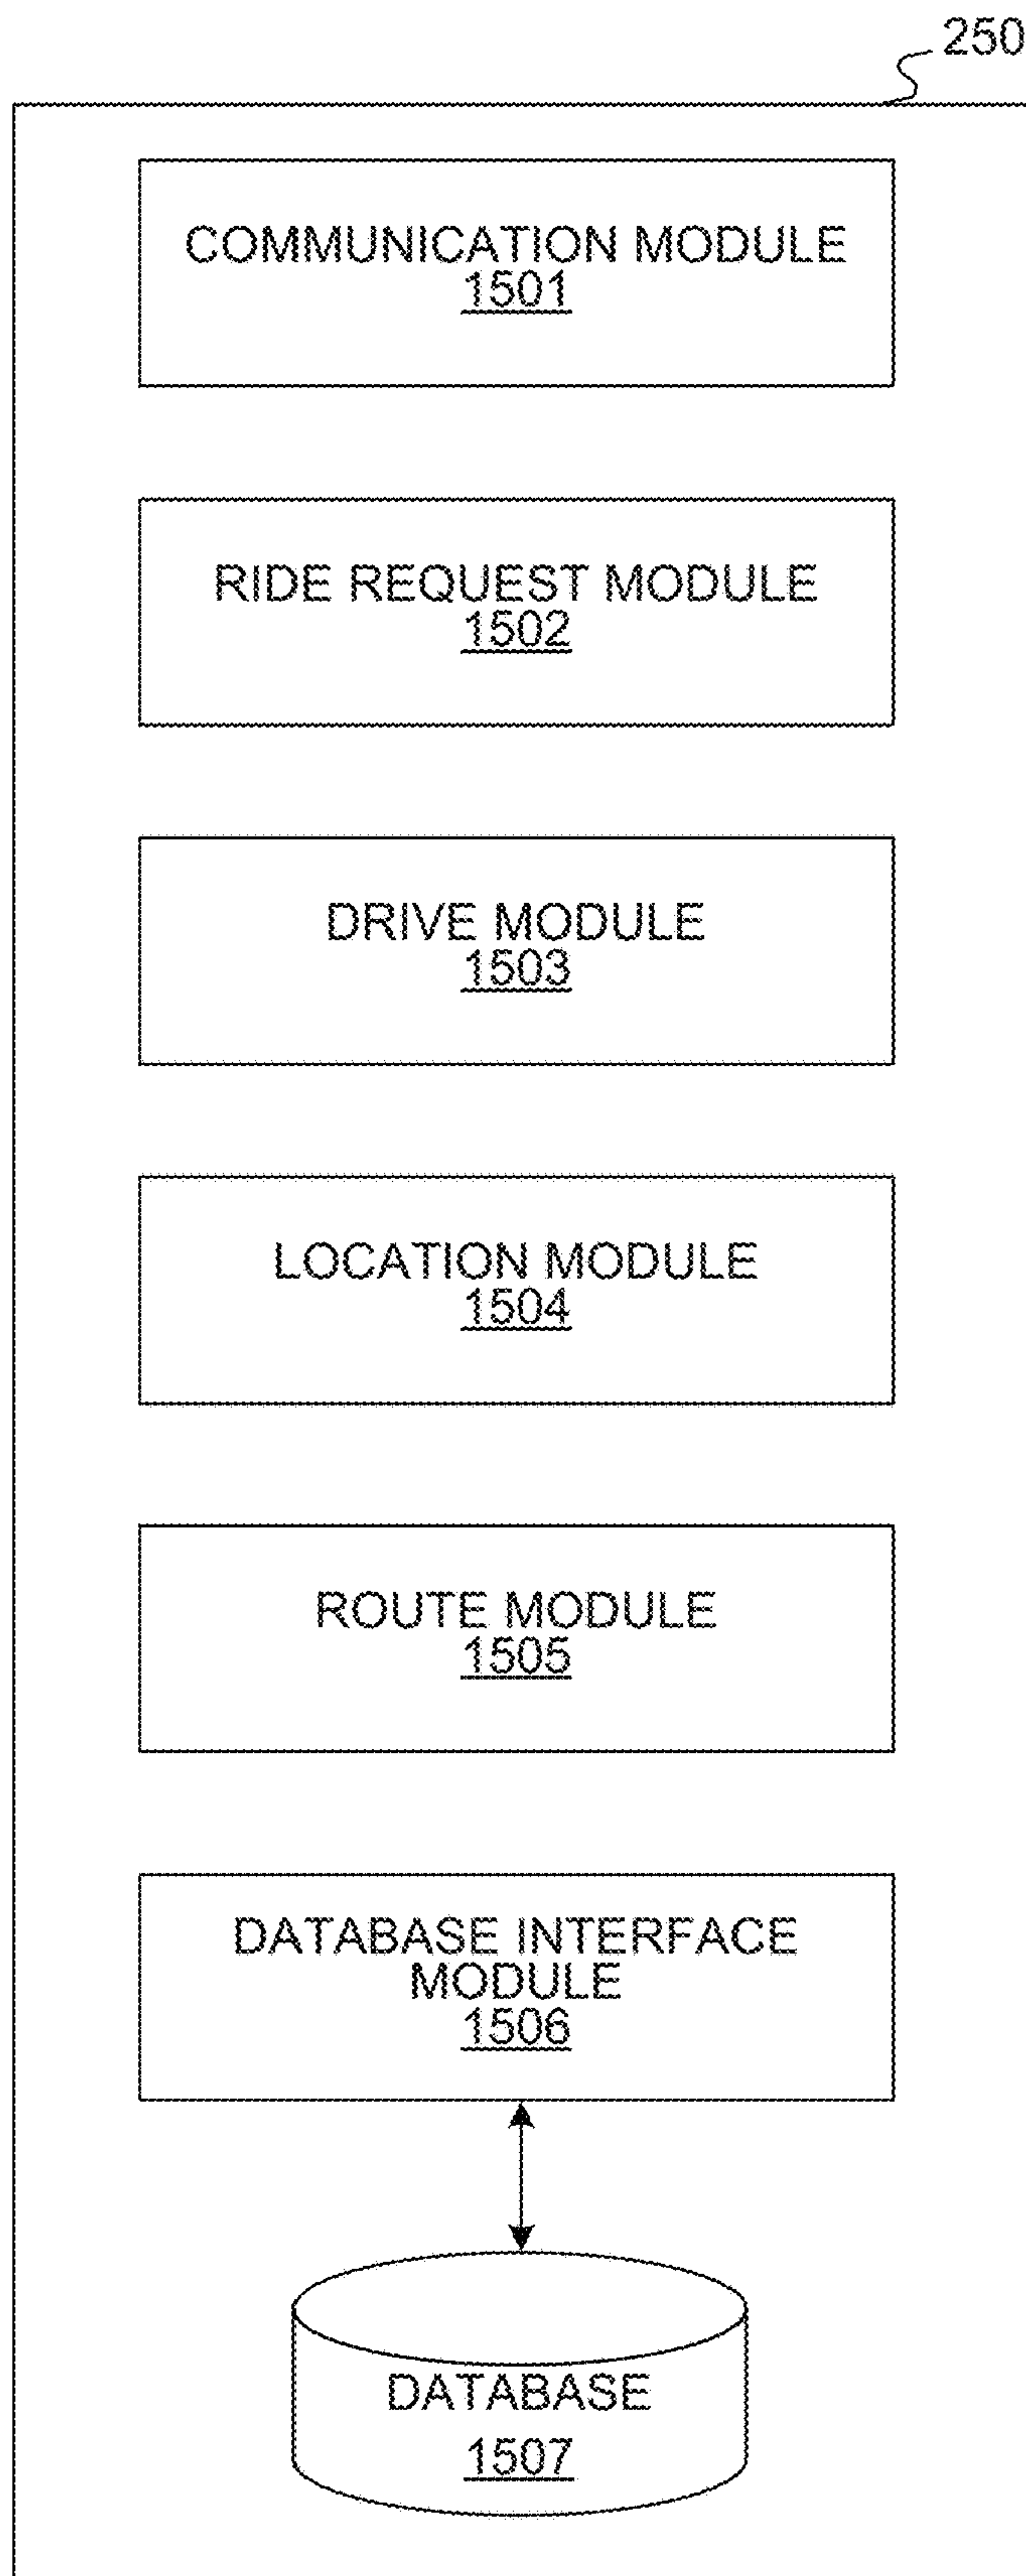 250
COMMUNICATION MODULE
1501
RIDE REQUEST MODULE
1502
DRIVE MODULE
1503
LOCATION MODULE
1504
ROUTE MODULE
1505
DATABASE INTERFACE
MODULE
1506
DATABASE
1507